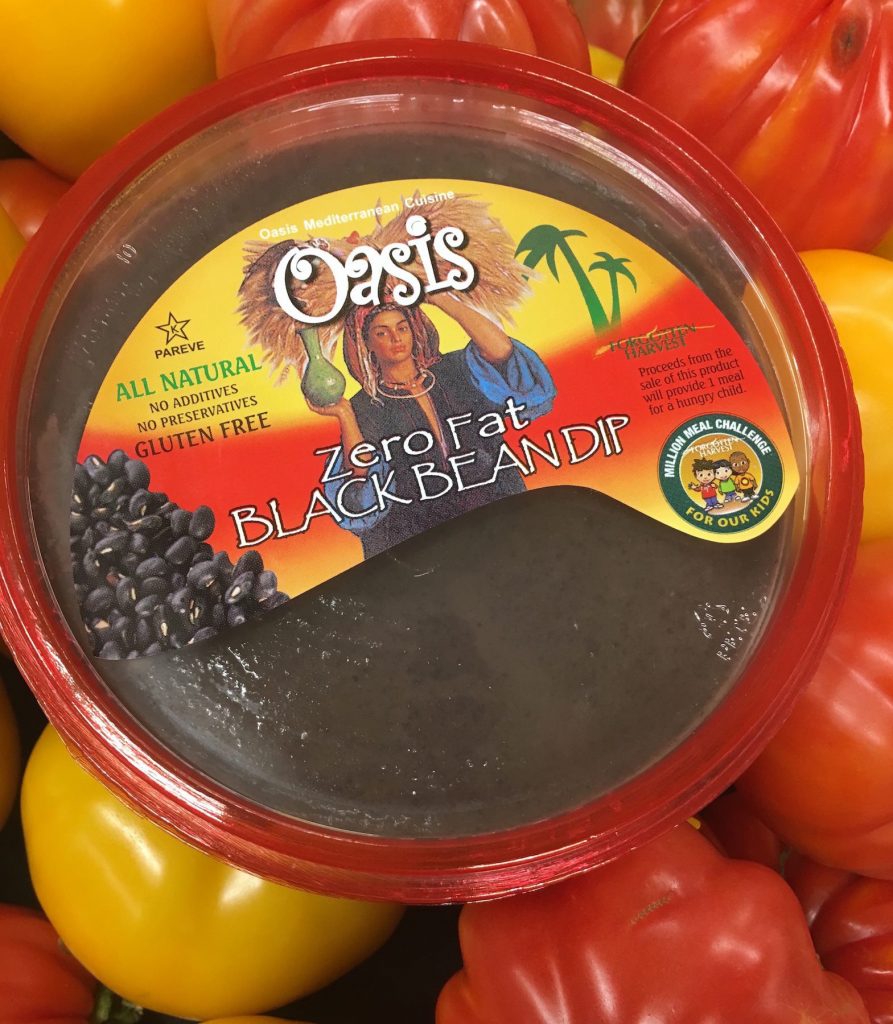 Oasis Mediterranean Cuisine
Oasis
K
PAREVE
ALL NATURAL
NO ADDITIVES
NO PRESERVATIVES
GLUTEN FREE
Zero Fat
BLACK BEAN DIP
FORGOTTEN
HARVEST
Proceeds from the
sale of this product
will provide 1 meal
for a hungry child.
MILLION MEAL CHALLENGE
FORGOTTEN
HARVEST
FOR OUR KIDS